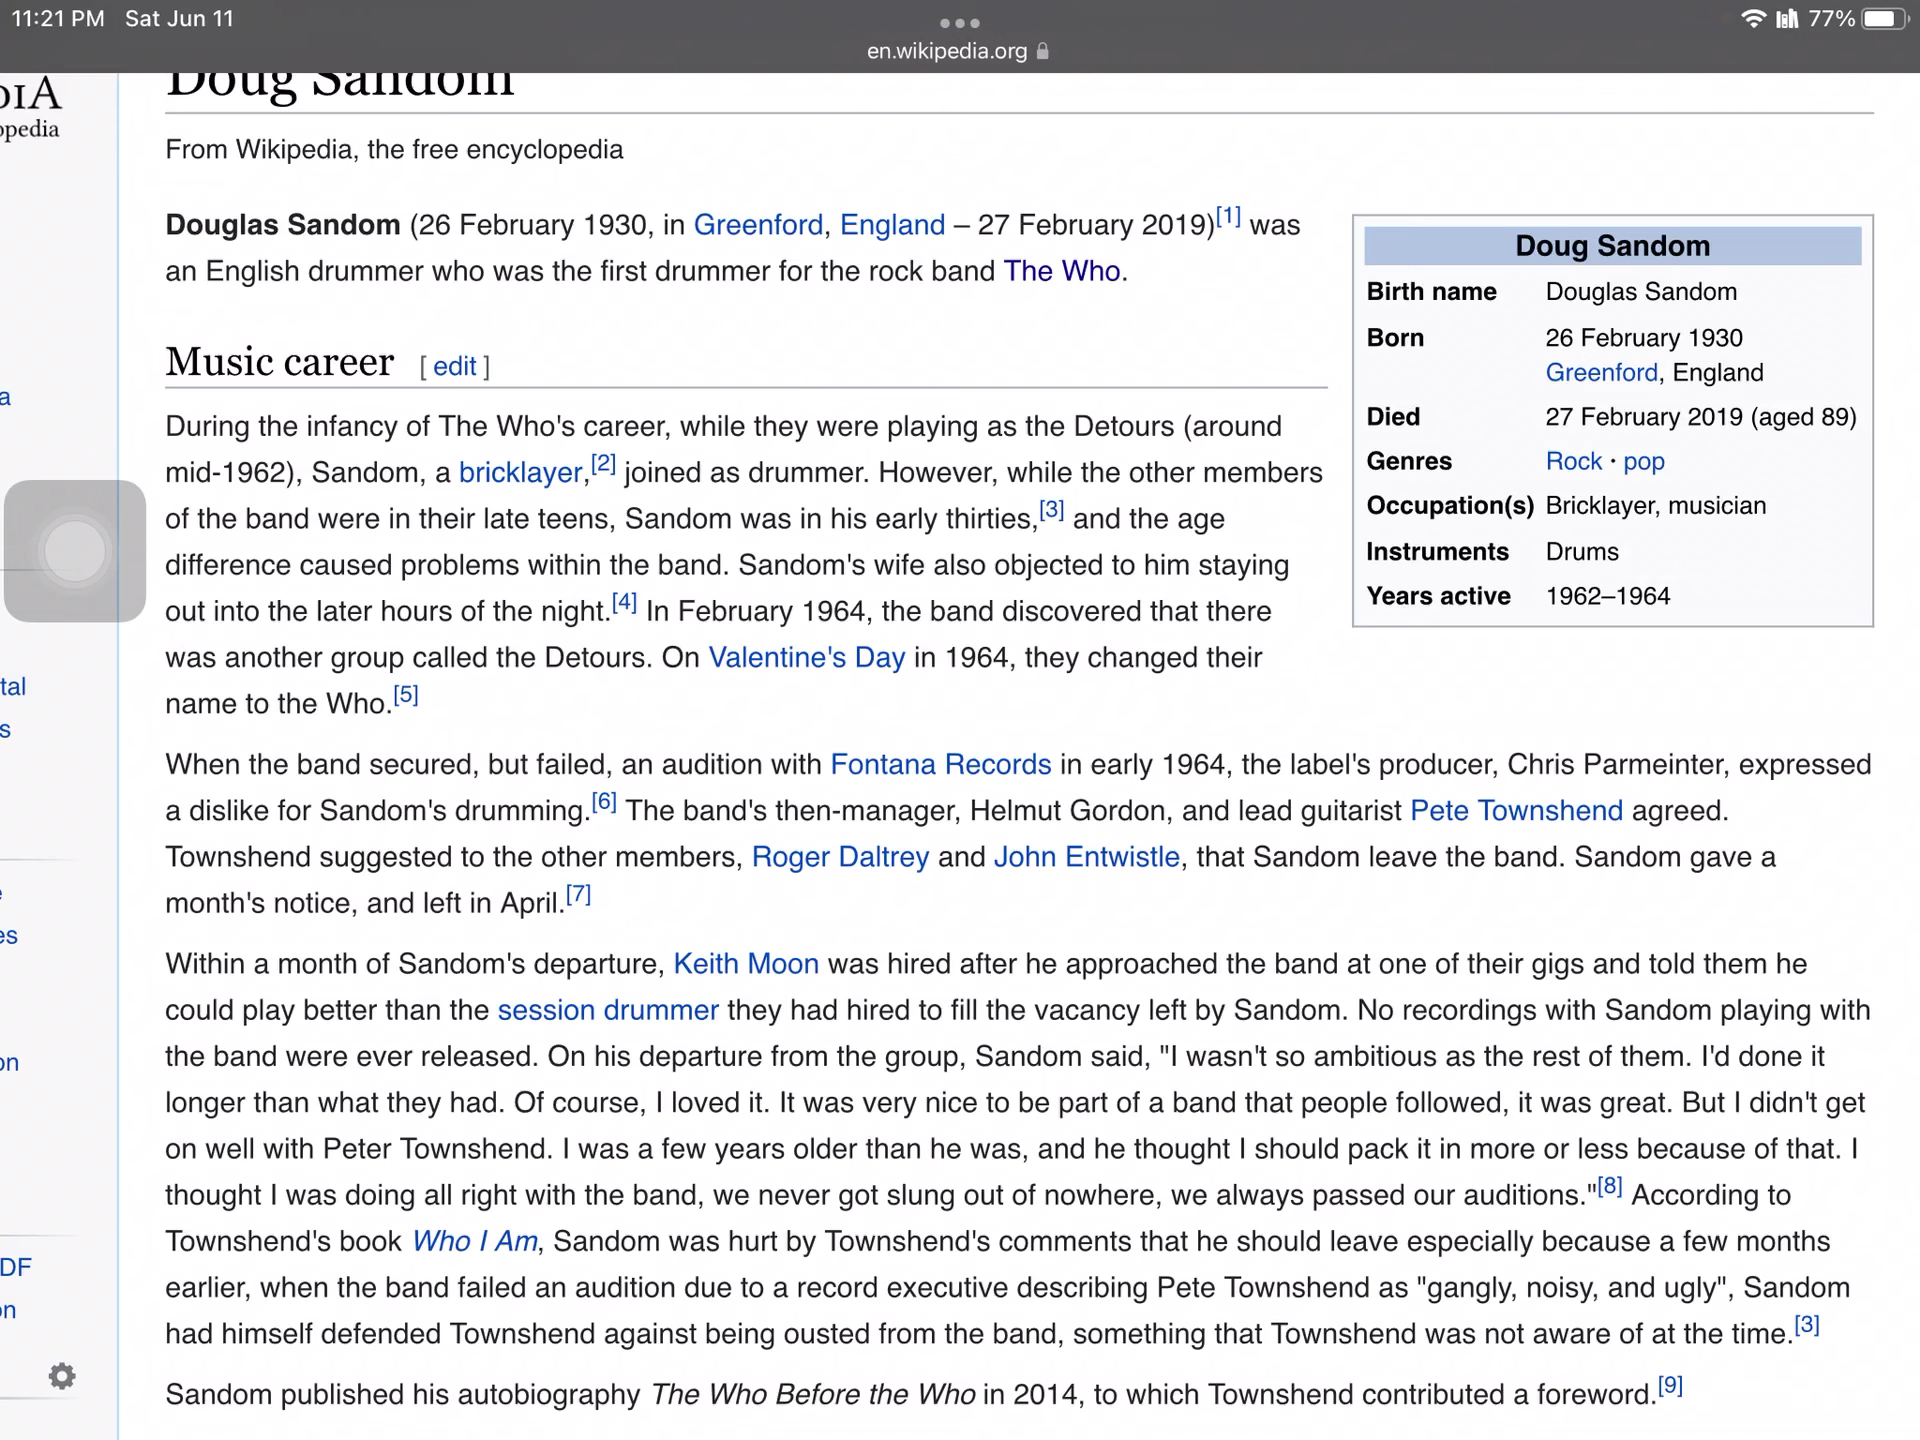 11:21 PM Sat Jun 11
77%
en.wikipedia.org
DIA
opedia
Doug Sandom
From Wikipedia, the free encyclopedia
Douglas Sandom (26 February 1930, in Greenford, England – 27 February 2019)[1] was
an English drummer who was the first drummer for the rock band The Who.
Doug Sandom
Birth name Douglas Sandom
Born 26 February 1930
Greenford, England
Died 27 February 2019 (aged 89)
Genres Rock · pop
Occupation(s) Bricklayer, musician
Instruments Drums
Years active 1962–1964
Music career [ edit ]
During the infancy of The Who's career, while they were playing as the Detours (around
mid-1962), Sandom, a bricklayer,[2] joined as drummer. However, while the other members
of the band were in their late teens, Sandom was in his early thirties,[3] and the age
difference caused problems within the band. Sandom's wife also objected to him staying
out into the later hours of the night.[4] In February 1964, the band discovered that there
was another group called the Detours. On Valentine's Day in 1964, they changed their
name to the Who.[5]
When the band secured, but failed, an audition with Fontana Records in early 1964, the label's producer, Chris Parmeinter, expressed
a dislike for Sandom's drumming.[6] The band's then-manager, Helmut Gordon, and lead guitarist Pete Townshend agreed.
Townshend suggested to the other members, Roger Daltrey and John Entwistle, that Sandom leave the band. Sandom gave a
month's notice, and left in April.[7]
Within a month of Sandom's departure, Keith Moon was hired after he approached the band at one of their gigs and told them he
could play better than the session drummer they had hired to fill the vacancy left by Sandom. No recordings with Sandom playing with
the band were ever released. On his departure from the group, Sandom said, "I wasn't so ambitious as the rest of them. I'd done it
longer than what they had. Of course, I loved it. It was very nice to be part of a band that people followed, it was great. But I didn't get
on well with Peter Townshend. I was a few years older than he was, and he thought I should pack it in more or less because of that. I
thought I was doing all right with the band, we never got slung out of nowhere, we always passed our auditions."[8] According to
Townshend's book Who I Am, Sandom was hurt by Townshend's comments that he should leave especially because a few months
earlier, when the band failed an audition due to a record executive describing Pete Townshend as "gangly, noisy, and ugly", Sandom
had himself defended Townshend against being ousted from the band, something that Townshend was not aware of at the time.[3]
Sandom published his autobiography The Who Before the Who in 2014, to which Townshend contributed a foreword.[9]
a
tal
s
e
es
on
DF
on